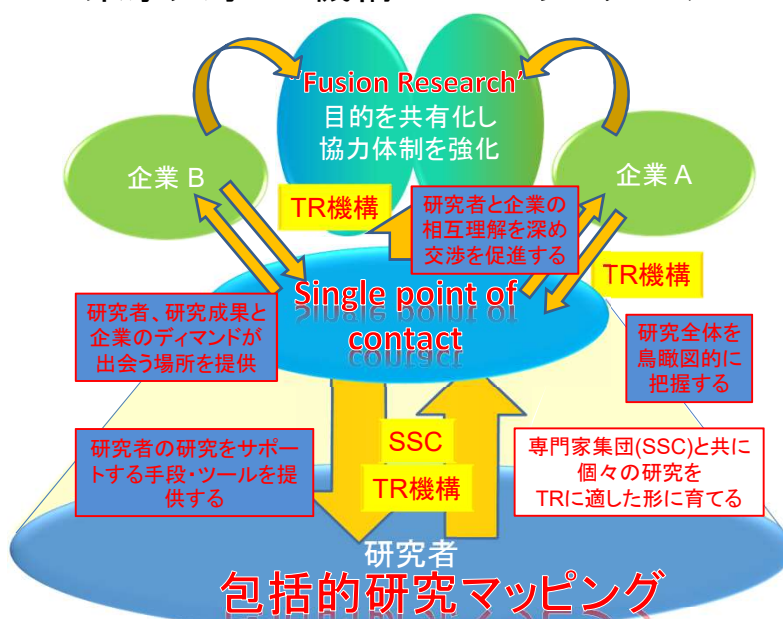 "Fusion Research"
目的を共有化し
協力体制を強化
企業 B
企業 A
TR機構
研究者と企業の
相互理解を深め
交渉を促進する
TR機構
Single point of
contact
研究者、研究成果と
企業のディマンドが
出会う場所を提供
研究全体を
鳥瞰図的に
把握する
SSC
TR機構
研究者の研究をサポー
トする手段・ツールを提
供する
専門家集団(SSC)と共に
個々の研究を
TRに適した形に育てる
研究者
包括的研究マッピング